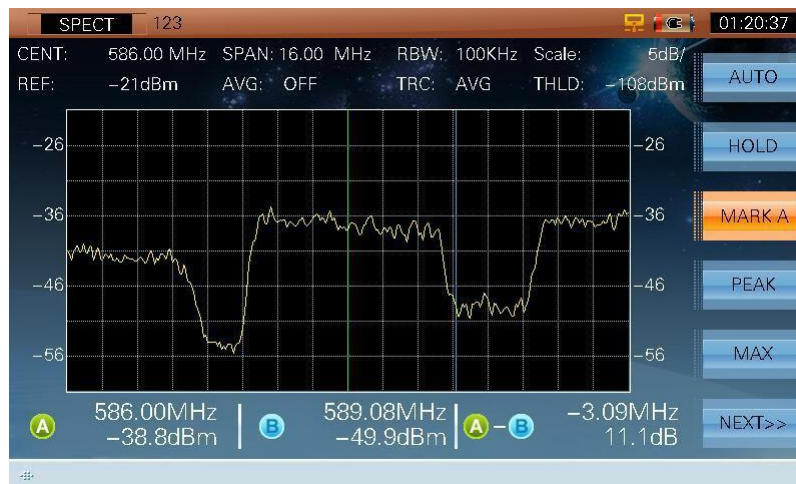 SPECT 123 01:20:37
CENT: 586.00 MHz SPAN: 16.00 MHz RBW: 100KHz Scale: 5dB/
REF: −21dBm AVG: OFF TRC: AVG THLD: −108dBm
AUTO
−26 −26 HOLD
−36 −36 MARK A
−46 −46 PEAK
−56 −56 MAX
A 586.00MHz B 589.08MHz A−B −3.09MHz
−38.8dBm −49.9dBm 11.1dB
NEXT>>